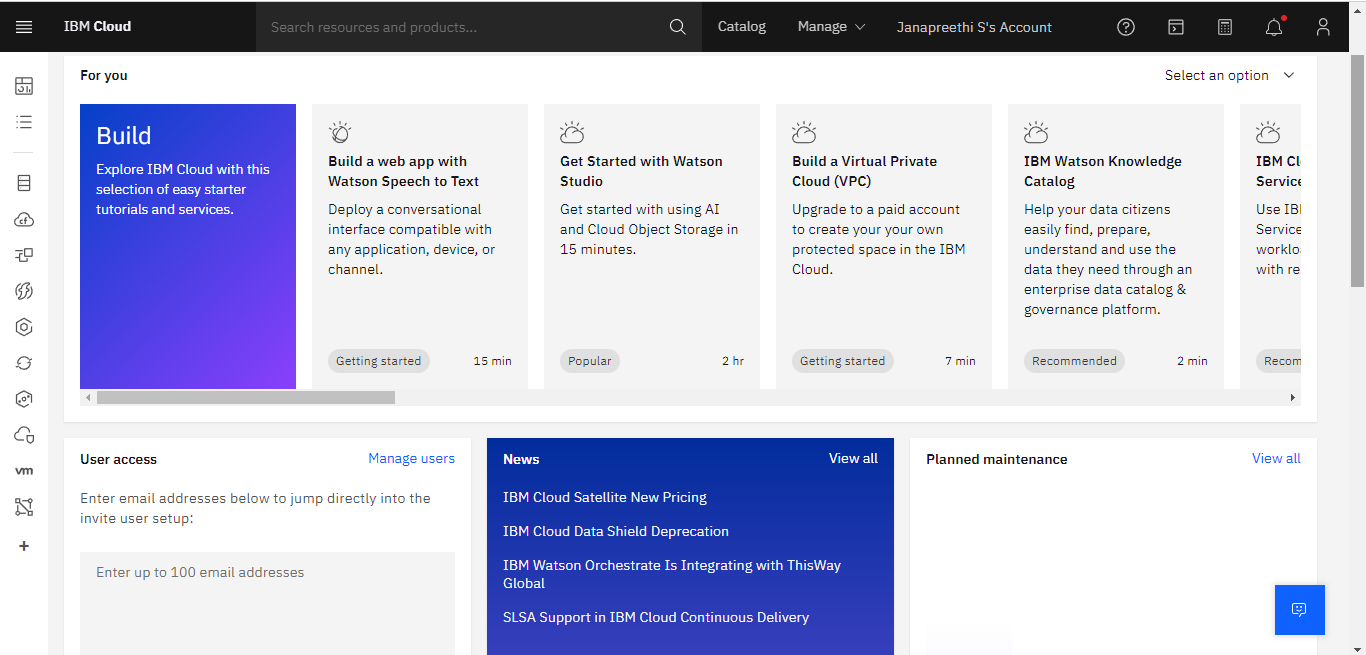 IBM Cloud
Search resources and products...
Catalog
Manage
Janapreethi S's Account
For you
Select an option
Build
Explore IBM Cloud with this
selection of easy starter
tutorials and services.
Build a web app with
Watson Speech to Text
Deploy a conversational
interface compatible with
any application, device, or
channel.
Getting started
15 min
Get Started with Watson
Studio
Get started with using AI
and Cloud Object Storage in
15 minutes.
Popular
2 hr
Build a Virtual Private
Cloud (VPC)
Upgrade to a paid account
to create your your own
protected space in the IBM
Cloud.
Getting started
7 min
IBM Watson Knowledge
Catalog
Help your data citizens
easily find, prepare,
understand and use the
data they need through an
enterprise data catalog &
governance platform.
Recommended
2 min
IBM Cl
Service
Use IB
Service
worklo
with re
Recom
cf
vm
User access
Manage users
Enter email addresses below to jump directly into the
invite user setup:
Enter up to 100 email addresses
News
View all
IBM Cloud Satellite New Pricing
IBM Cloud Data Shield Deprecation
IBM Watson Orchestrate Is Integrating with ThisWay
Global
SLSA Support in IBM Cloud Continuous Delivery
Planned maintenance
View all